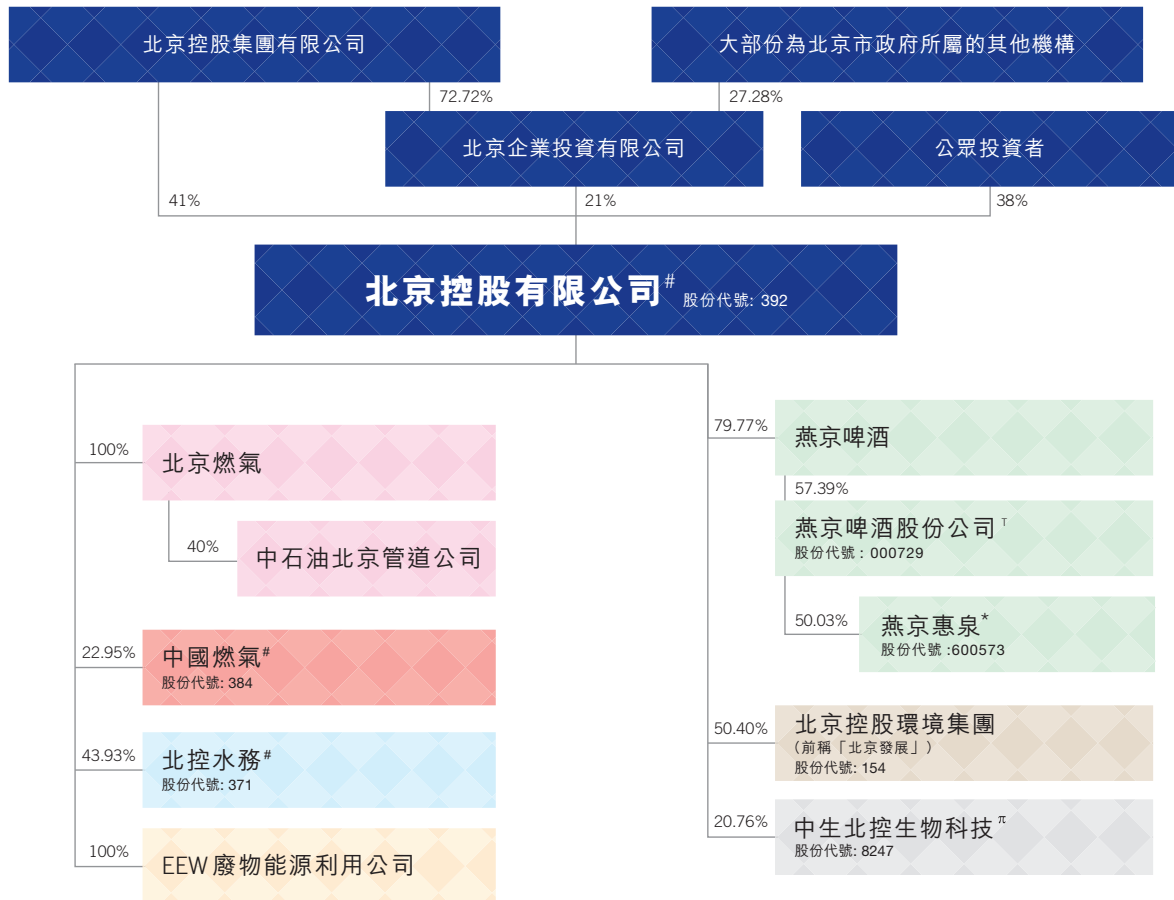 北京控股集團有限公司
大部份為北京市政府所屬的其他機構
72.72%
27.28%
北京企業投資有限公司
公眾投資者
41%
21%
38%
北京控股有限公司# 股份代號: 392
100%
北京燃氣
40%
中石油北京管道公司
22.95%
中國燃氣#
股份代號: 384
43.93%
北控水務#
股份代號: 371
100%
EEW廢物能源利用公司
79.77%
燕京啤酒
57.39%
燕京啤酒股份公司T
股份代號 : 000729
50.03%
燕京惠泉*
股份代號 :600573
50.40%
北京控股環境集團
(前稱「北京發展」)
股份代號: 154
20.76%
中生北控生物科技π
股份代號: 8247